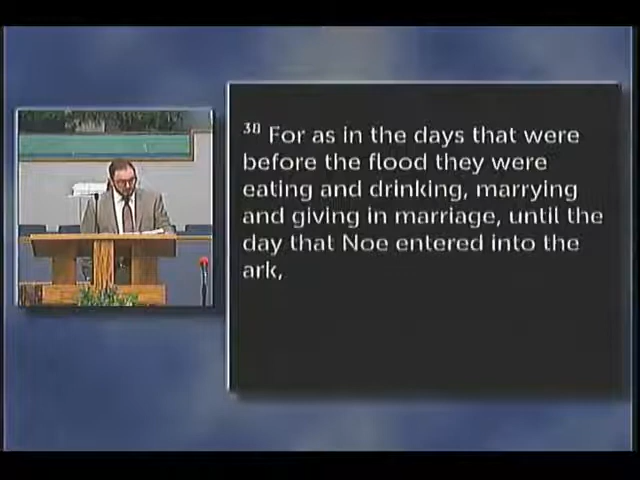 38 For as in the days that were
before the flood they were
eating and drinking, marrying
and giving in marriage, until the
day that Noe entered into the
ark,